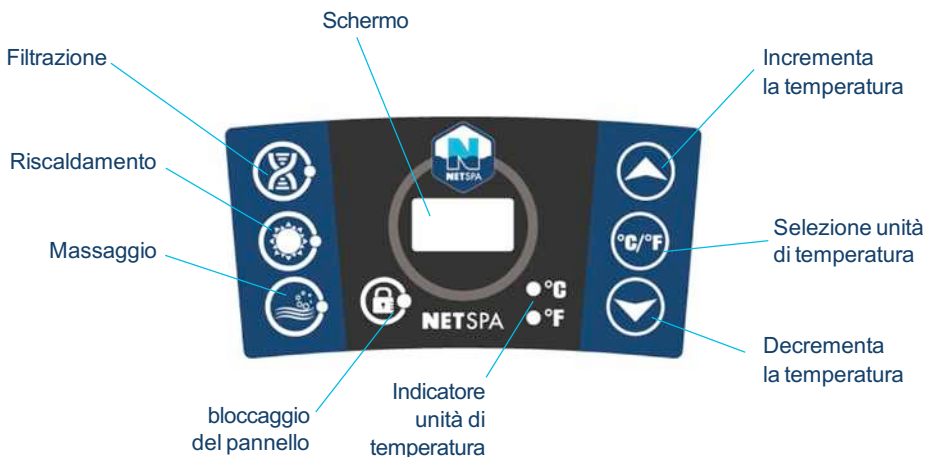 Schermo
Filtrazione
Incrementa
la temperatura
Riscaldamento
N
NETSPA
°C/°F
Selezione unità
di temperatura
Massaggio
°C
NETSPA
°F
Decrementa
la temperatura
Indicatore
unità di
temperatura
bloccaggio
del pannello